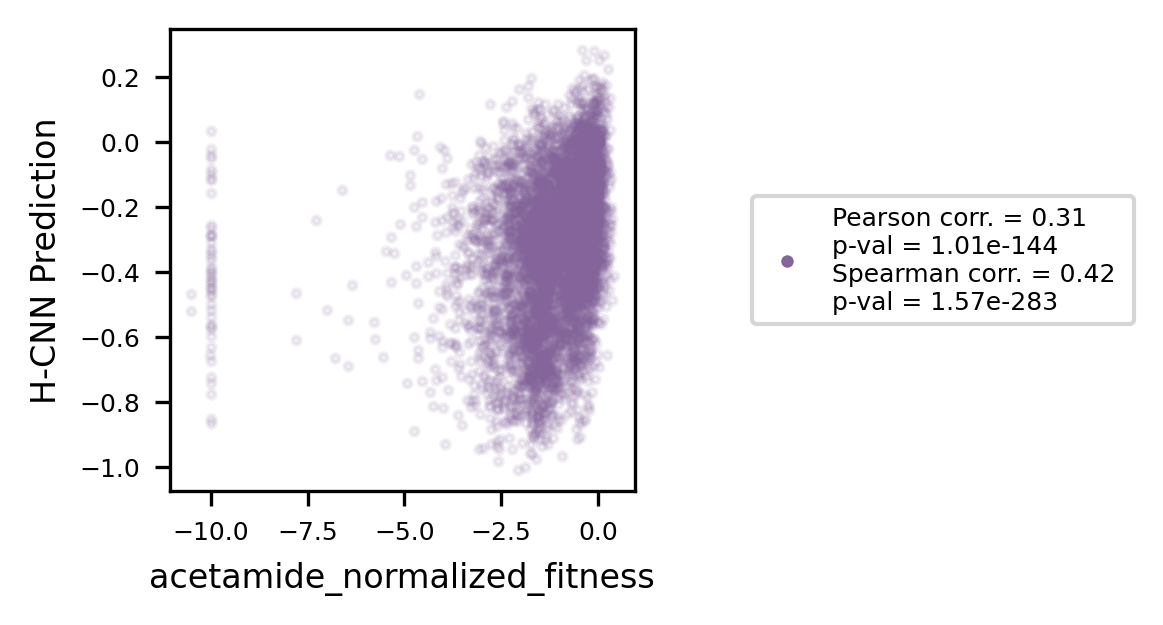 H-CNN Prediction
0.2
0.0
−0.2
−0.4
−0.6
−0.8
−1.0
−10.0
−7.5
−5.0
−2.5
0.0
acetamide_normalized_fitness
Pearson corr. = 0.31
p-val = 1.01e-144
Spearman corr. = 0.42
p-val = 1.57e-283